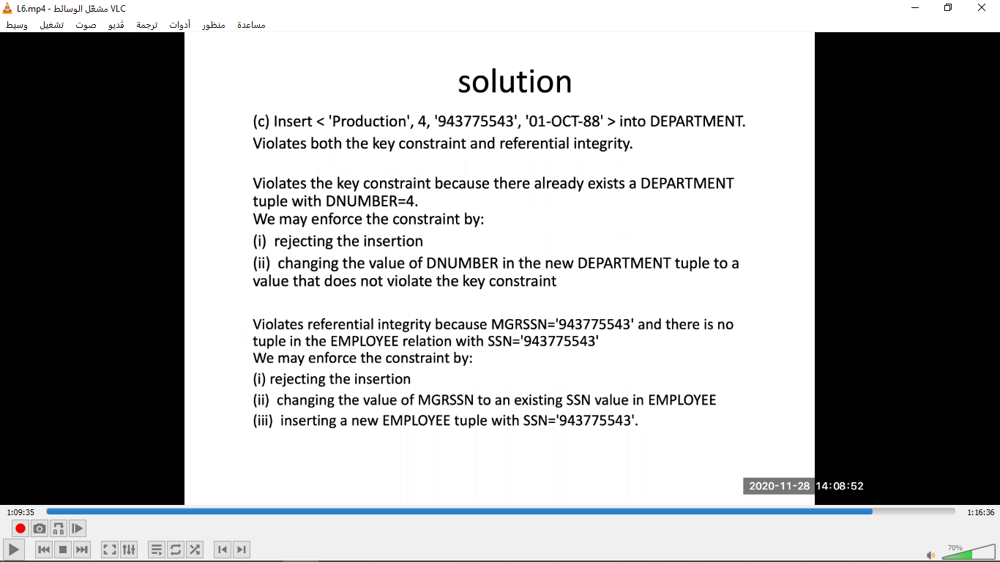 L6.mp4 - مشغّل الوسائط VLC
وسيط تشغيل صوت ڤديو ترجمة أدوات منظور مساعدة
solution
(c) Insert < 'Production', 4, '943775543', '01-OCT-88' > into DEPARTMENT.
Violates both the key constraint and referential integrity.
Violates the key constraint because there already exists a DEPARTMENT
tuple with DNUMBER=4.
We may enforce the constraint by:
(i) rejecting the insertion
(ii) changing the value of DNUMBER in the new DEPARTMENT tuple to a
value that does not violate the key constraint
Violates referential integrity because MGRSSN='943775543' and there is no
tuple in the EMPLOYEE relation with SSN='943775543'
We may enforce the constraint by:
(i) rejecting the insertion
(ii) changing the value of MGRSSN to an existing SSN value in EMPLOYEE
(iii) inserting a new EMPLOYEE tuple with SSN='943775543'.
2020-11-28 14:08:52
1:09:35 1:16:36
A B
70%